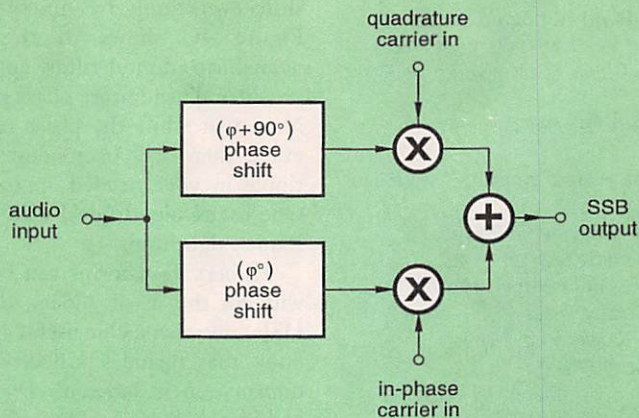 quadrature
carrier in
(φ+90°)
phase
shift
X
audio
input
+
SSB
output
(φ°)
phase
shift
X
in-phase
carrier in